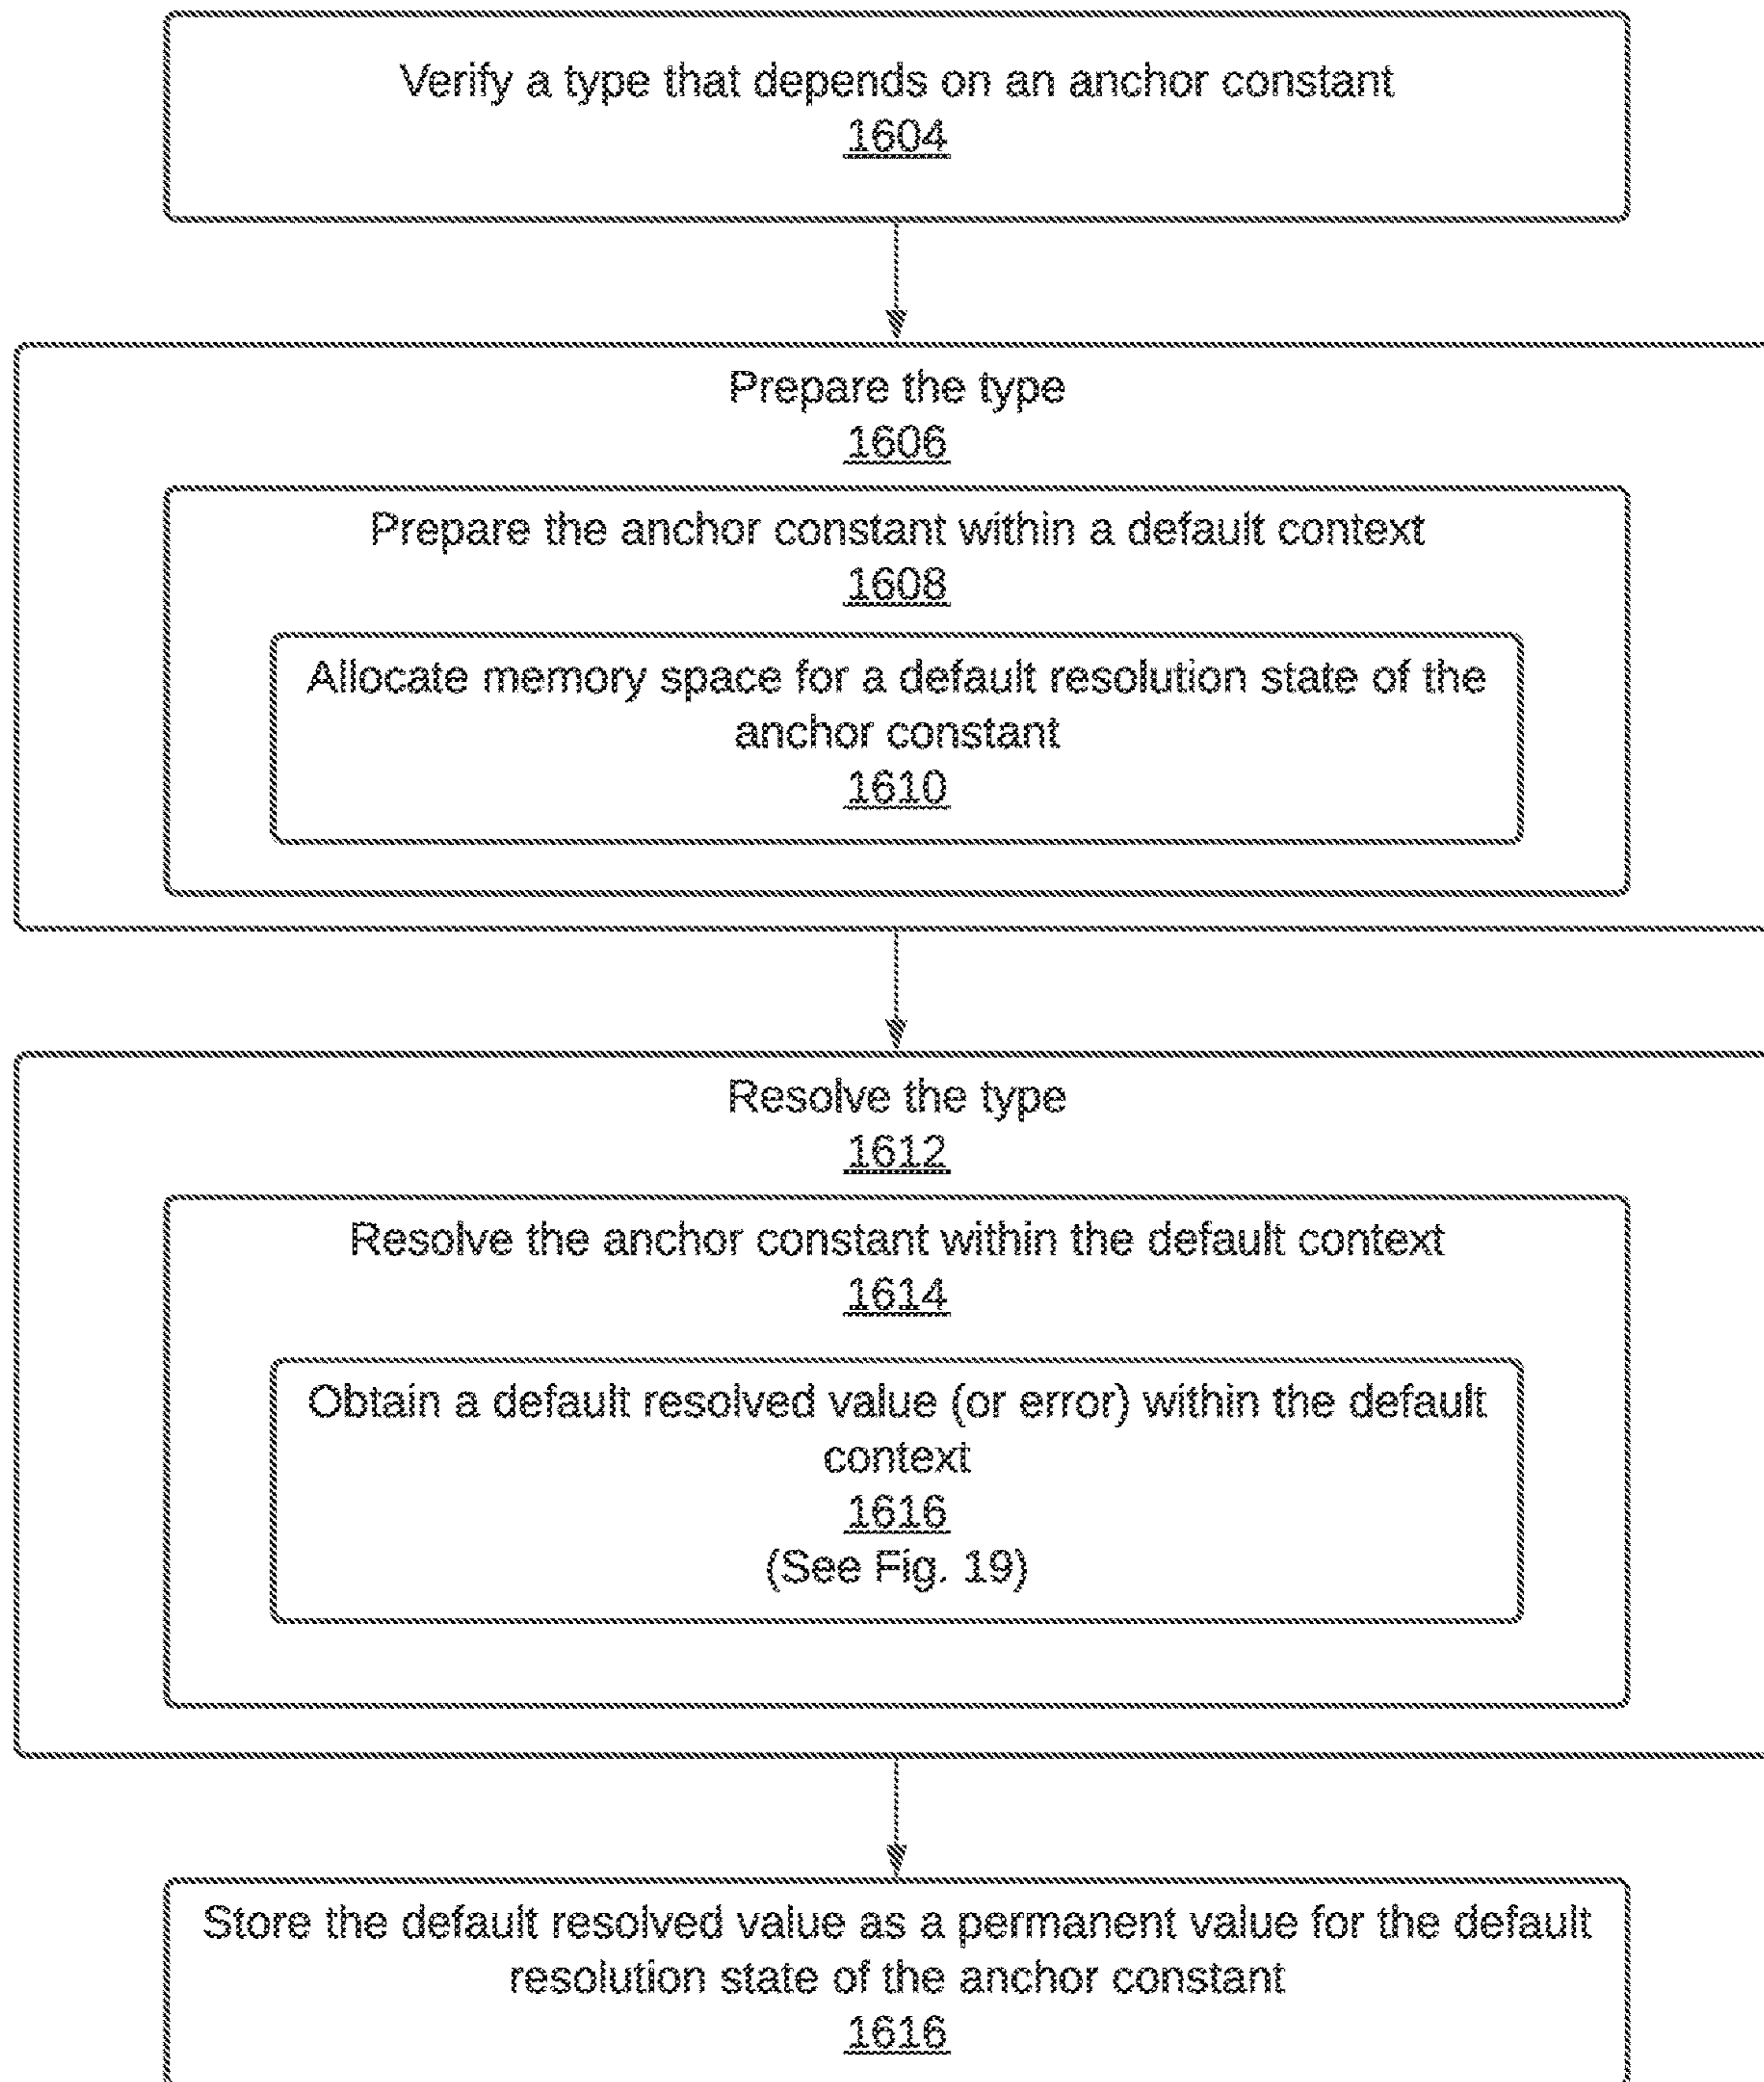 Verify a type that depends on an anchor constant
1604
Prepare the type
1606
Prepare the anchor constant within a default context
1608
Allocate memory space for a default resolution state of the
anchor constant
1610
Resolve the type
1612
Resolve the anchor constant within the default context
1614
Obtain a default resolved value (or error) within the default
context
1616
(See Fig. 19)
Store the default resolved value as a permanent value for the default
resolution state of the anchor constant
1616